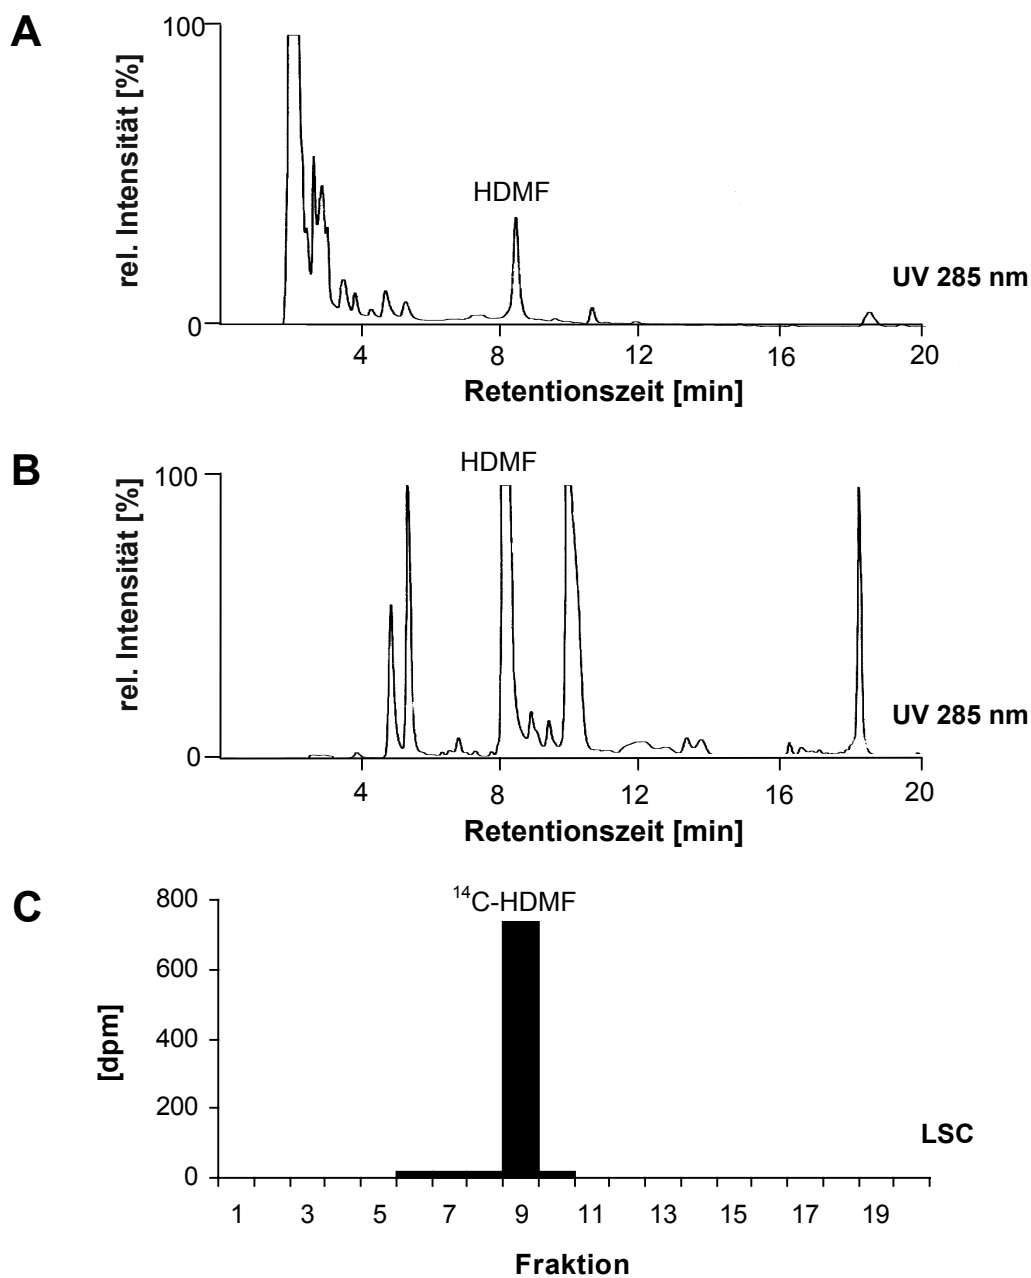 A
100
rel. Intensität [%]
HDMF
UV 285 nm
0
4 8 12 16 20
Retentionszeit [min]
B
100
HDMF
rel. Intensität [%]
UV 285 nm
0
4 8 12 16 20
Retentionszeit [min]
C
¹⁴C-HDMF
800
600
[dpm]
400
200
LSC
0
1 3 5 7 9 11 13 15 17 19
Fraktion